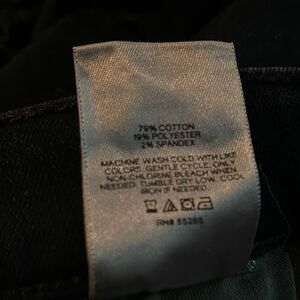 79% COTTON
19% POLYESTER
2% SPANDEX
MACHINE WASH COLD WITH LIKE
COLORS. GENTLE CYCLE. ONLY
NON-CHLORINE BLEACH WHEN
NEEDED. TUMBLE DRY LOW. COOL
IRON IF NEEDED.
RN# 55285